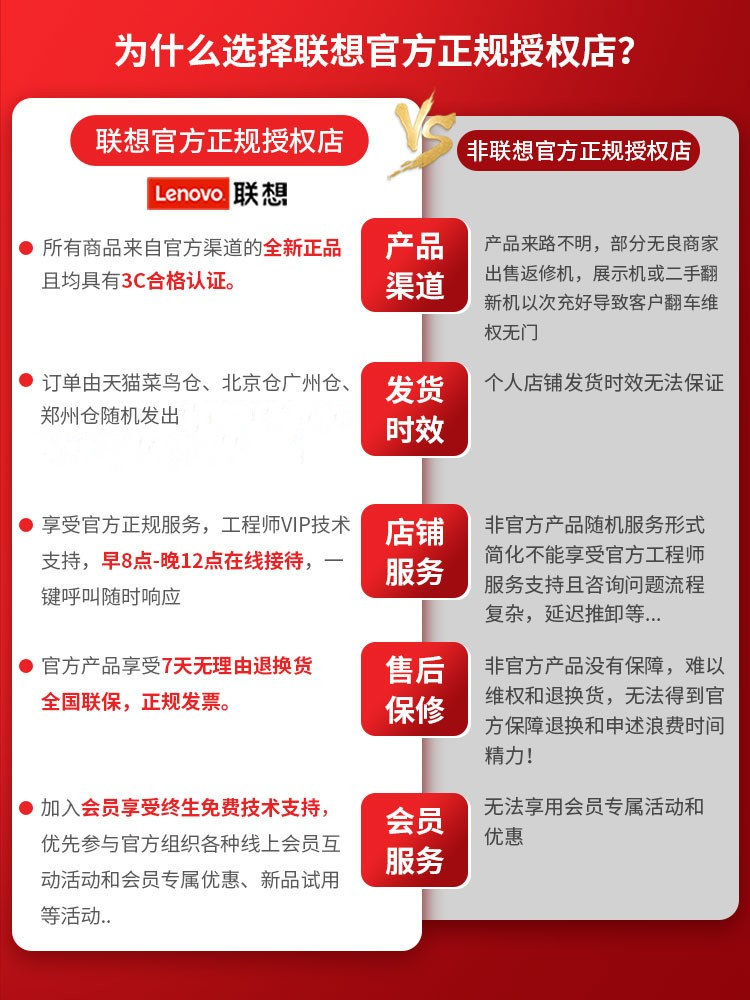 为什么选择联想官方正规授权店？
VS
联想官方正规授权店
非联想官方正规授权店
Lenovo 联想
所有商品来自官方渠道的全新正品
且均具有3C合格认证。
产品
渠道
产品来路不明，部分无良商家
出售返修机，展示机或二手翻
新机以次充好导致客户翻车维
权无门
订单由天猫菜鸟仓、北京仓广州仓、
郑州仓随机发出
发货
时效
个人店铺发货时效无法保证
享受官方正规服务，工程师VIP技术
支持，早8点-晚12点在线接待，一
键呼叫随时响应
店铺
服务
非官方产品随机服务形式
简化不能享受官方工程师
服务支持且咨询问题流程
复杂，延迟推卸等...
官方产品享受7天无理由退换货
全国联保，正规发票。
售后
保修
非官方产品没有保障，难以
维权和退换货，无法得到官
方保障退换和申述浪费时间
精力！
加入会员享受终生免费技术支持，
优先参与官方组织各种线上会员互
动活动和会员专属优惠、新品试用
等活动..
会员
服务
无法享用会员专属活动和
优惠